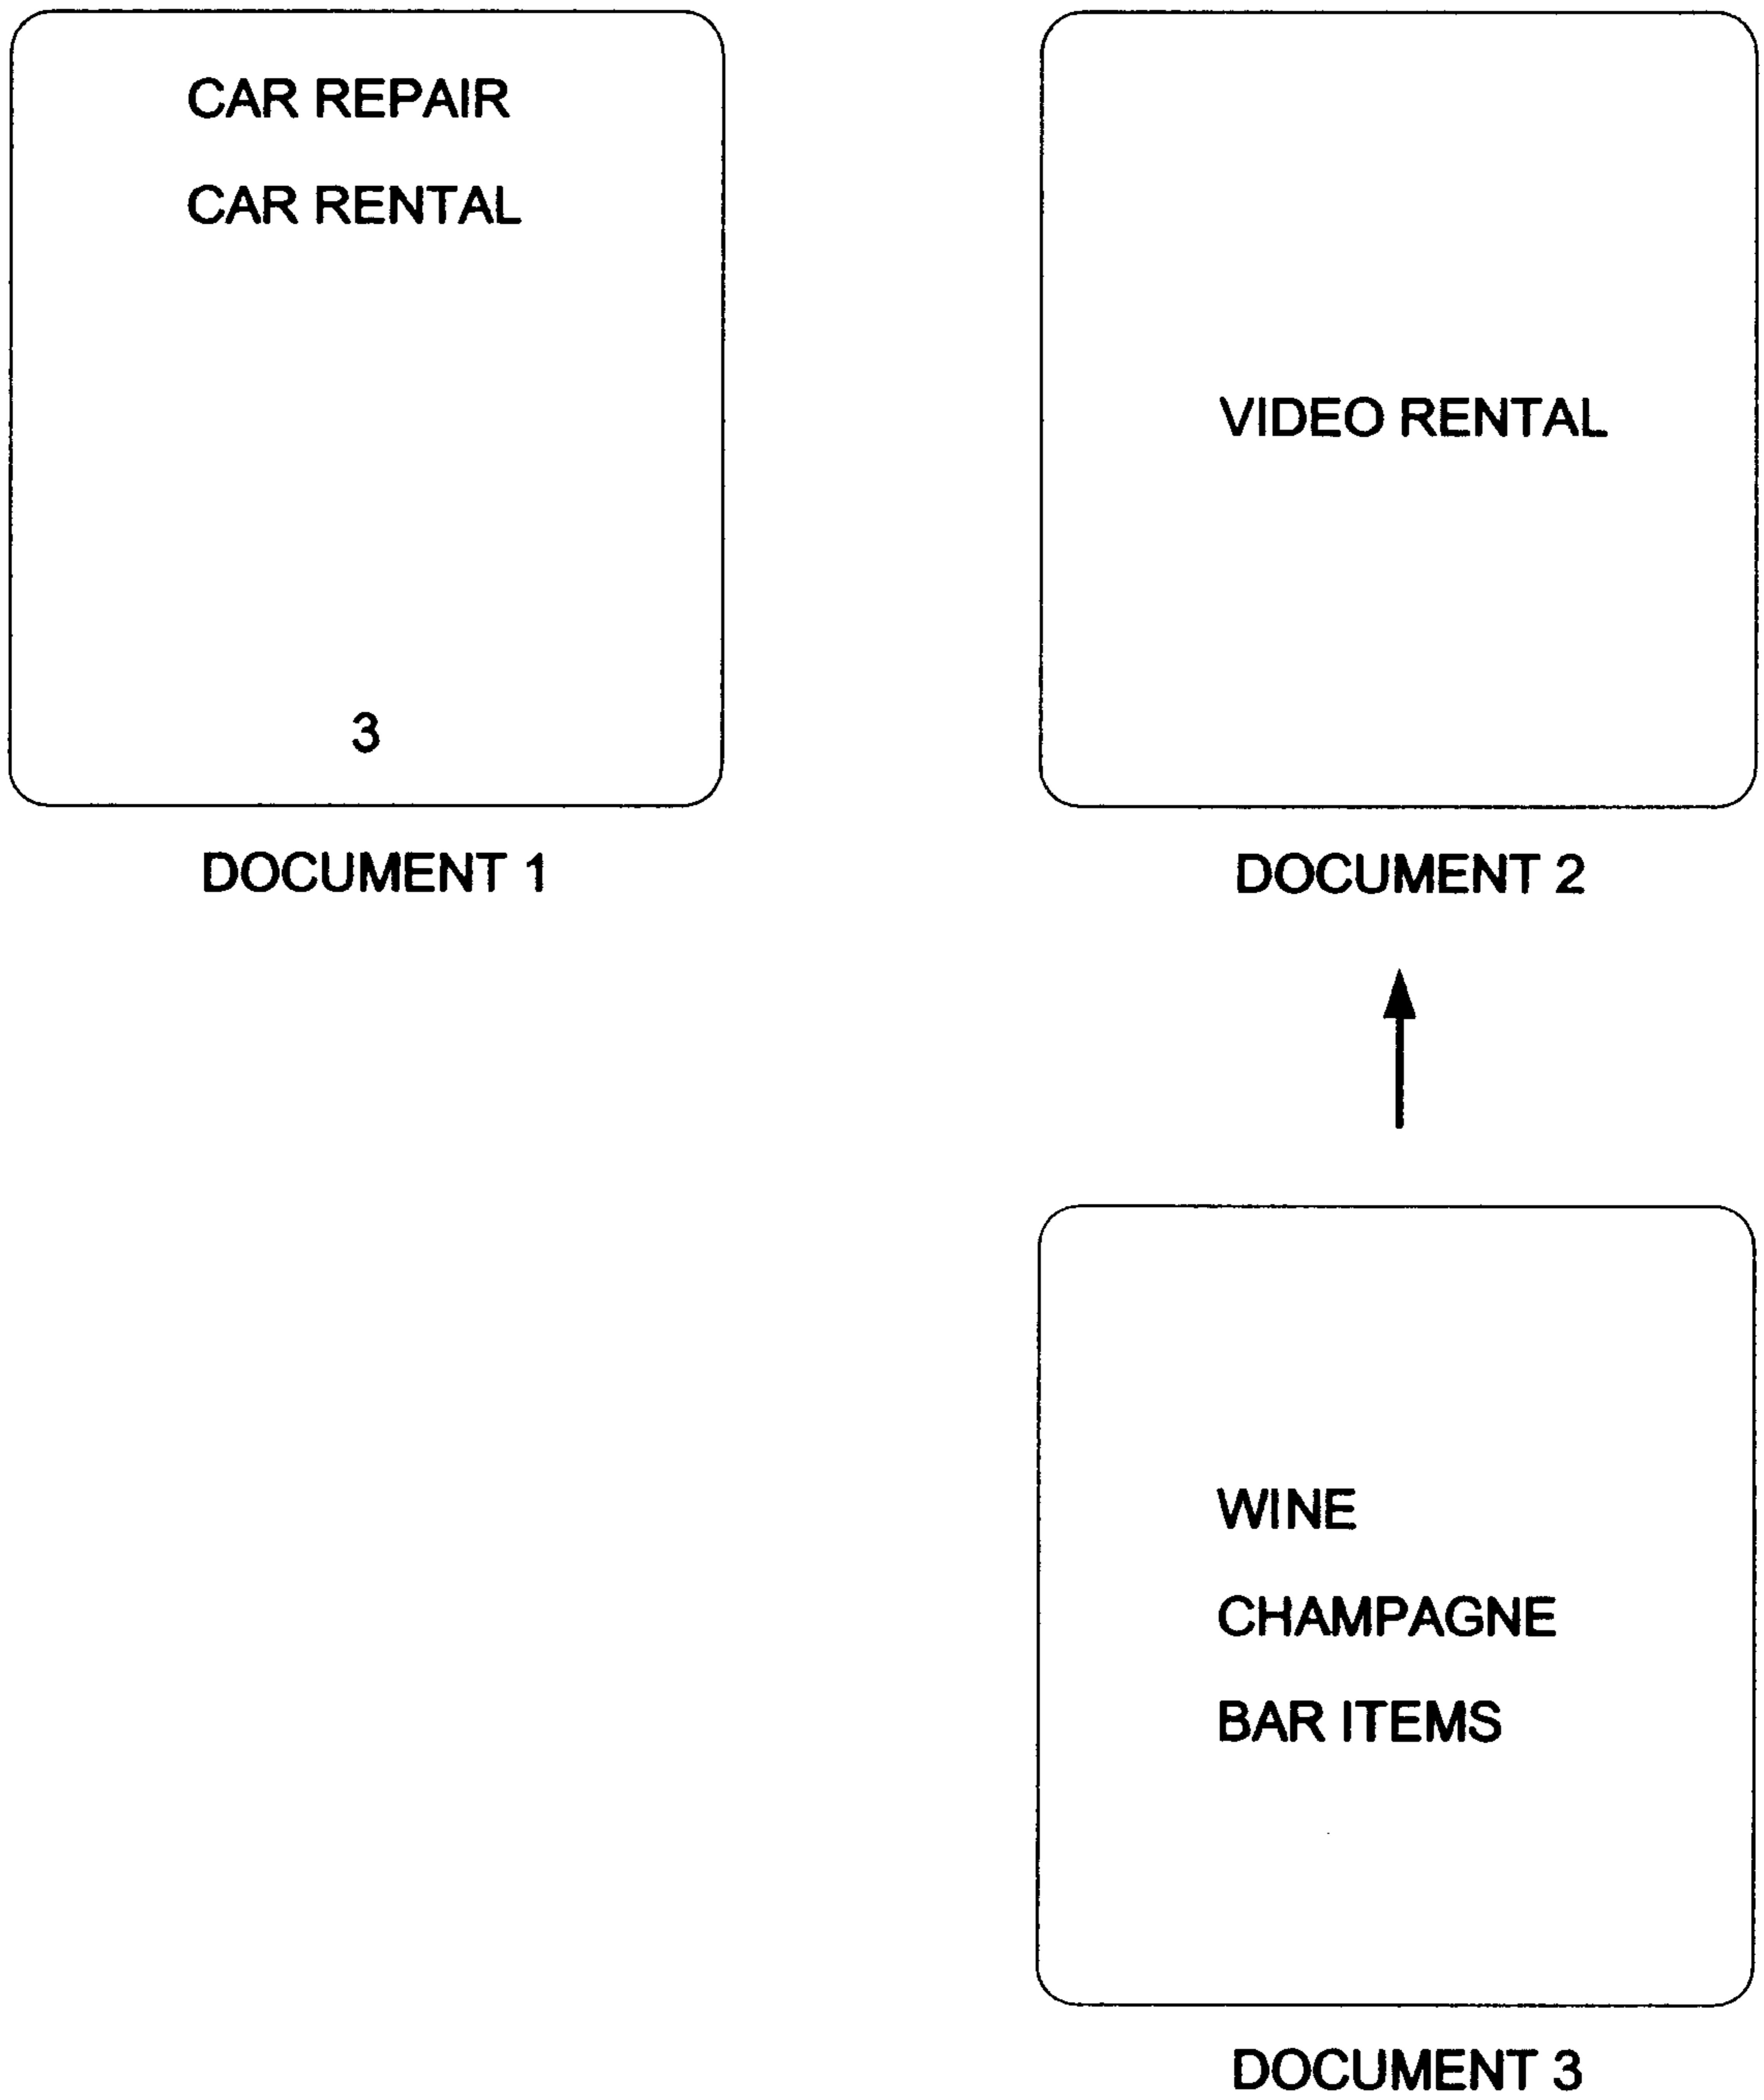 CAR REPAIR
CAR RENTAL
3
DOCUMENT 1
VIDEO RENTAL
DOCUMENT 2
WINE
CHAMPAGNE
BAR ITEMS
DOCUMENT 3